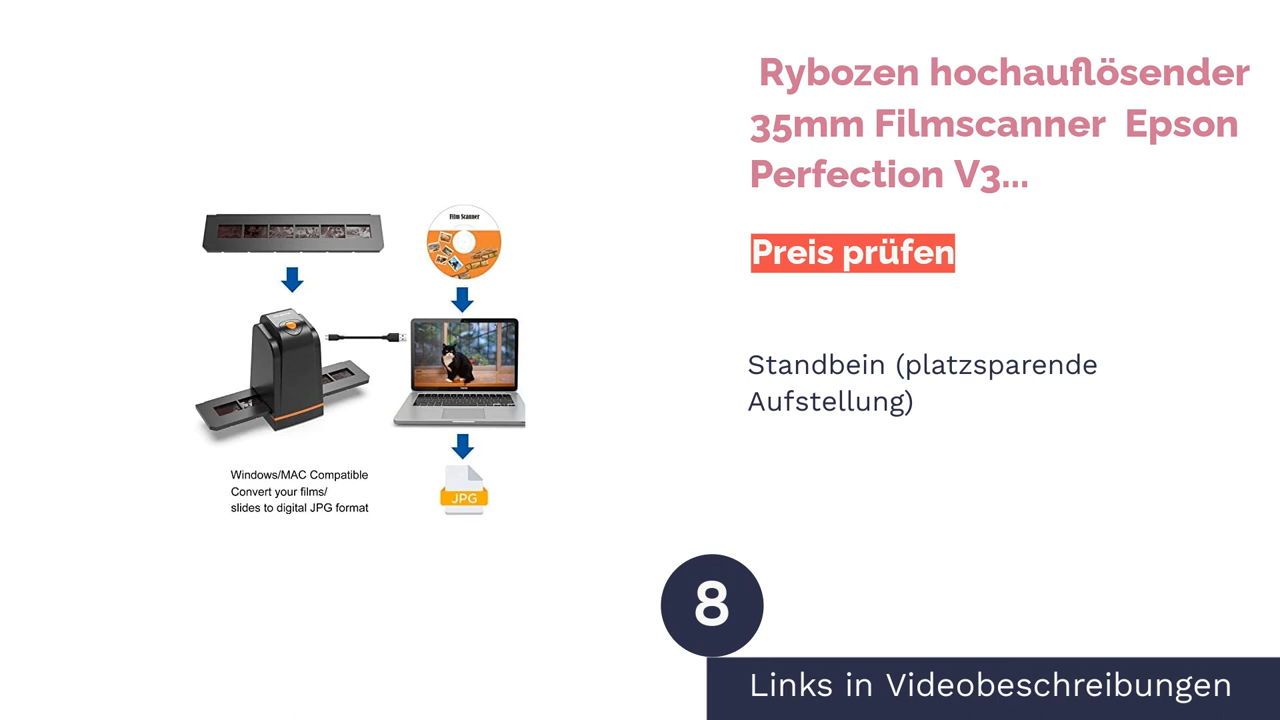 Rybozen hochauflösender
35mm Filmscanner Epson
Perfection V3...
Preis prüfen
Standbein (platzsparende
Aufstellung)
Film Scanner
Windows/MAC Compatible
Convert your films/
slides to digital JPG format
JPG
8
Links in Videobeschreibungen